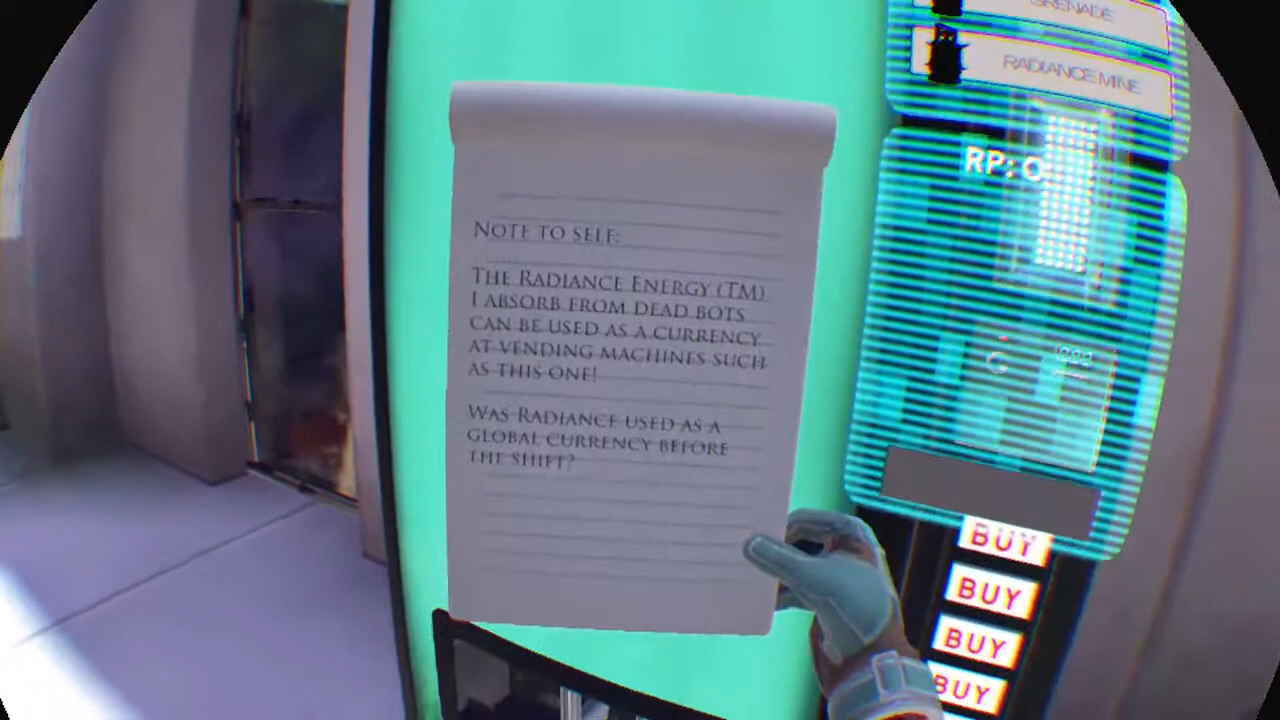 GRENADE
RADIANCE MINE
RP: 0
NOTE TO SELF:
THE RADIANCE ENERGY (TM)
I ABSORB FROM DEAD BOTS
CAN BE USED AS A CURRENCY
AT VENDING MACHINES SUCH
AS THIS ONE!
WAS RADIANCE USED AS A
GLOBAL CURRENCY BEFORE
THE SHIFT?
BUY
BUY
BUY
BUY